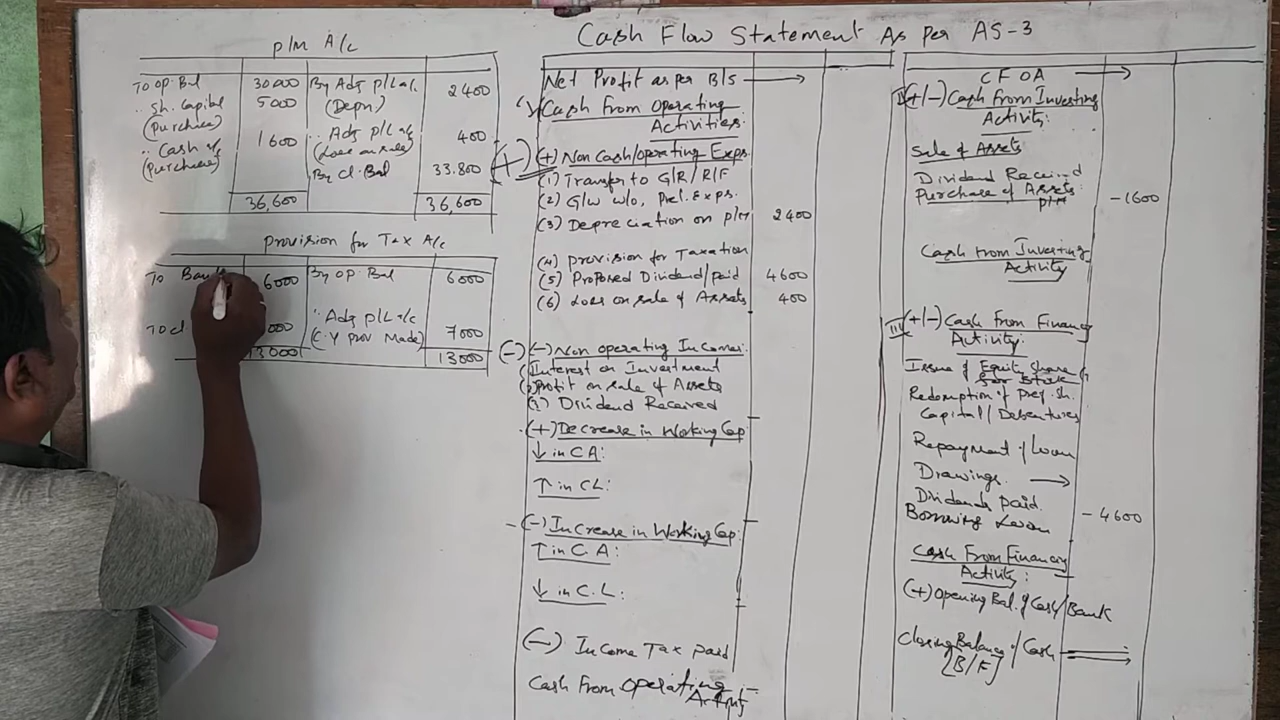 Cash Flow Statement As Per AS-3
P/M A/c
To op. Bal 30000 By Adj P/L a/c. 2400
" Sh. Capital 5000 (Depn)
(Purchase)
" Cash 1600 " Adj P/L a/c 400
(Purchase) (Loss on sale)
By Cl. Bal 33.800
36,600 36,600
Provision for Tax A/c
To Bank 6000 By op. Bal 6000
" Adj P/L a/c
To cl 000 (C.Y prov Made) 7000
13000 13000
Net Profit as per B/S
Cash From Operating
Activities:
(+) (+) Non Cash/operating Exps.
(1) Transfer to G/R / R/F
(2) G/w w/o, Prel. Exps.
(3) Depreciation on P/M 2400
(4) Provision for Taxation
(5) Proposed Dividend/paid 4600
(6) Loss on sale of Assets 400
(-) (-) Non operating Incomes:
Interest on Investment
Profit on sale of Assets
(3) Dividend Received
(+) Decrease in Working Cap
↓ in CA:
↑ in CL:
(-) Increase in Working Cap:
↑ in C A:
↓ in C.L:
(-) Income Tax paid
Cash From Operating
C F O A
II (+/-) Cash From Investing
Activity:
Sale of Assets
Dividend Received
Purchase of Assets:
P/M -1600
Cash From Investing
Activity
III (+/-) Cash From Financing
Activity:
Issue of Equity Share
Redemption of Pref. Sh.
Capital / Debentures
Repayment of Loan
Drawings.
Dividends paid. -4600
Borrowing Loan
Cash From Financing
Activity:
(+) Opening Bal. of Cash/Bank
Closing Balance of Cash
[B/F]